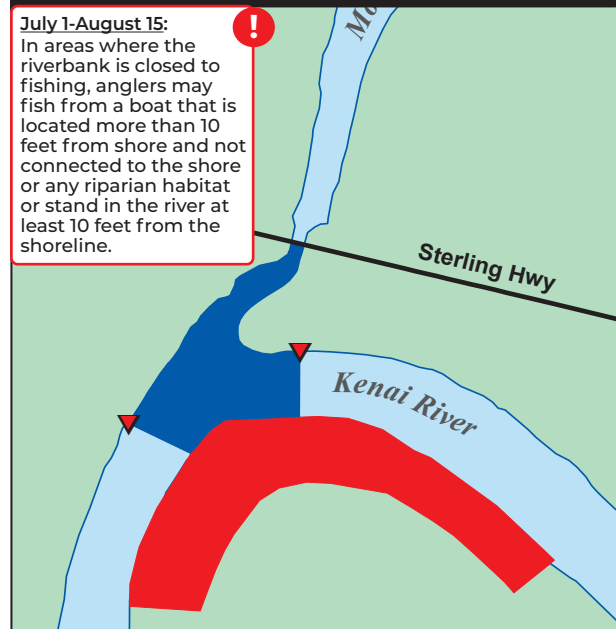 July 1-August 15:
!
In areas where the
riverbank is closed to
fishing, anglers may
fish from a boat that is
located more than 10
feet from shore and not
connected to the shore
or any riparian habitat
or stand in the river at
least 10 feet from the
shoreline.
Sterling Hwy
Kenai River